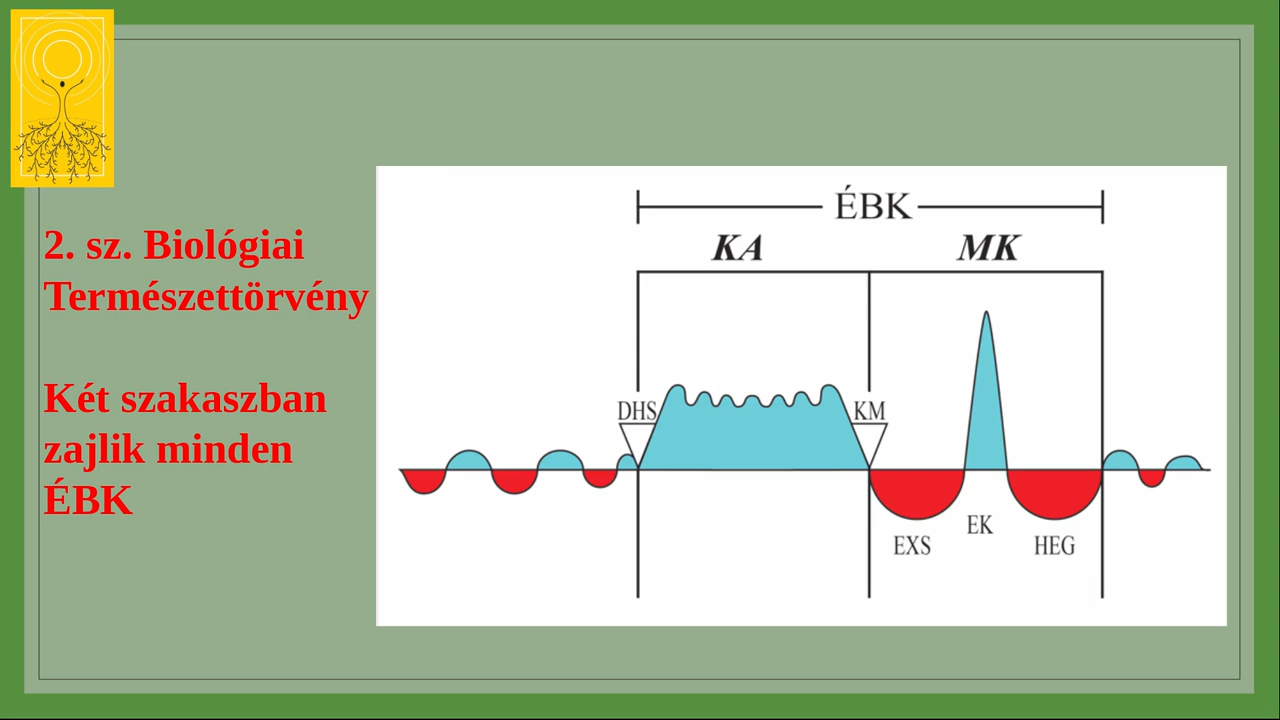 2. sz. Biológiai
Természettörvény
Két szakaszban
zajlik minden
ÉBK
ÉBK
KA
MK
DHS
KM
EXS
EK
HEG